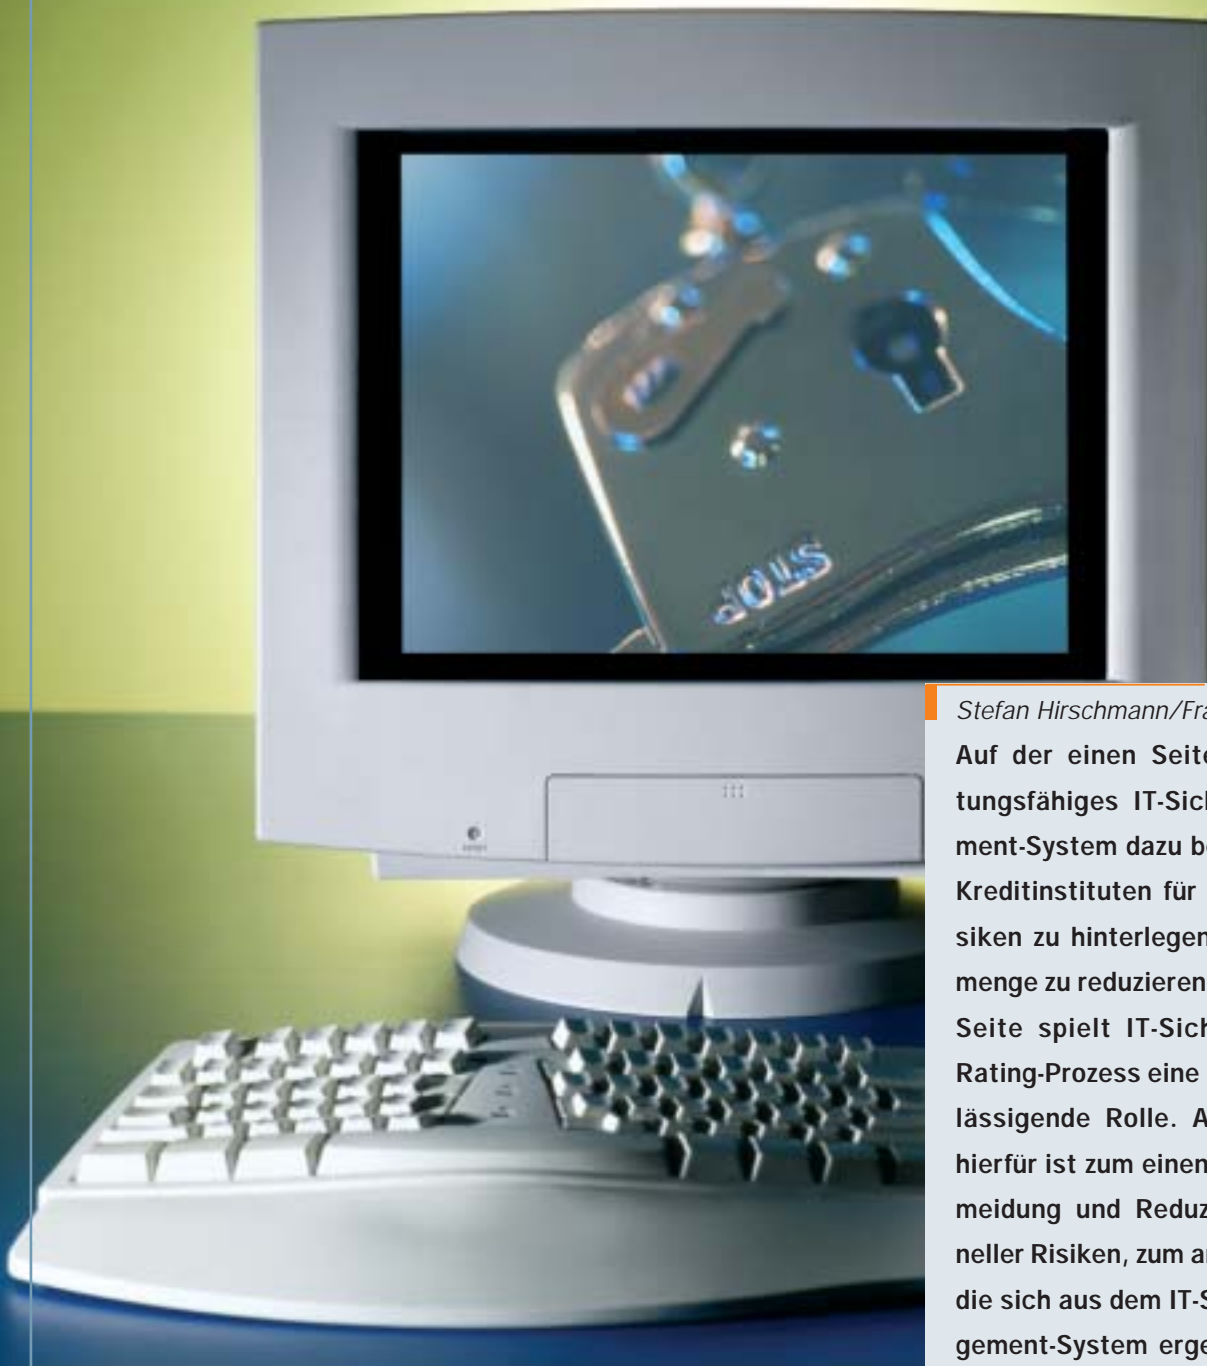 STOP
Stefan Hirschmann/Fra
Auf der einen Seite
tungsfähiges IT-Sich
ment-System dazu be
Kreditinstituten für
siken zu hinterlegen
menge zu reduzieren
Seite spielt IT-Sich
Rating-Prozess eine
lässigende Rolle. A
hierfür ist zum einen
meidung und Reduz
neller Risiken, zum a
die sich aus dem IT-S
gement-System erge